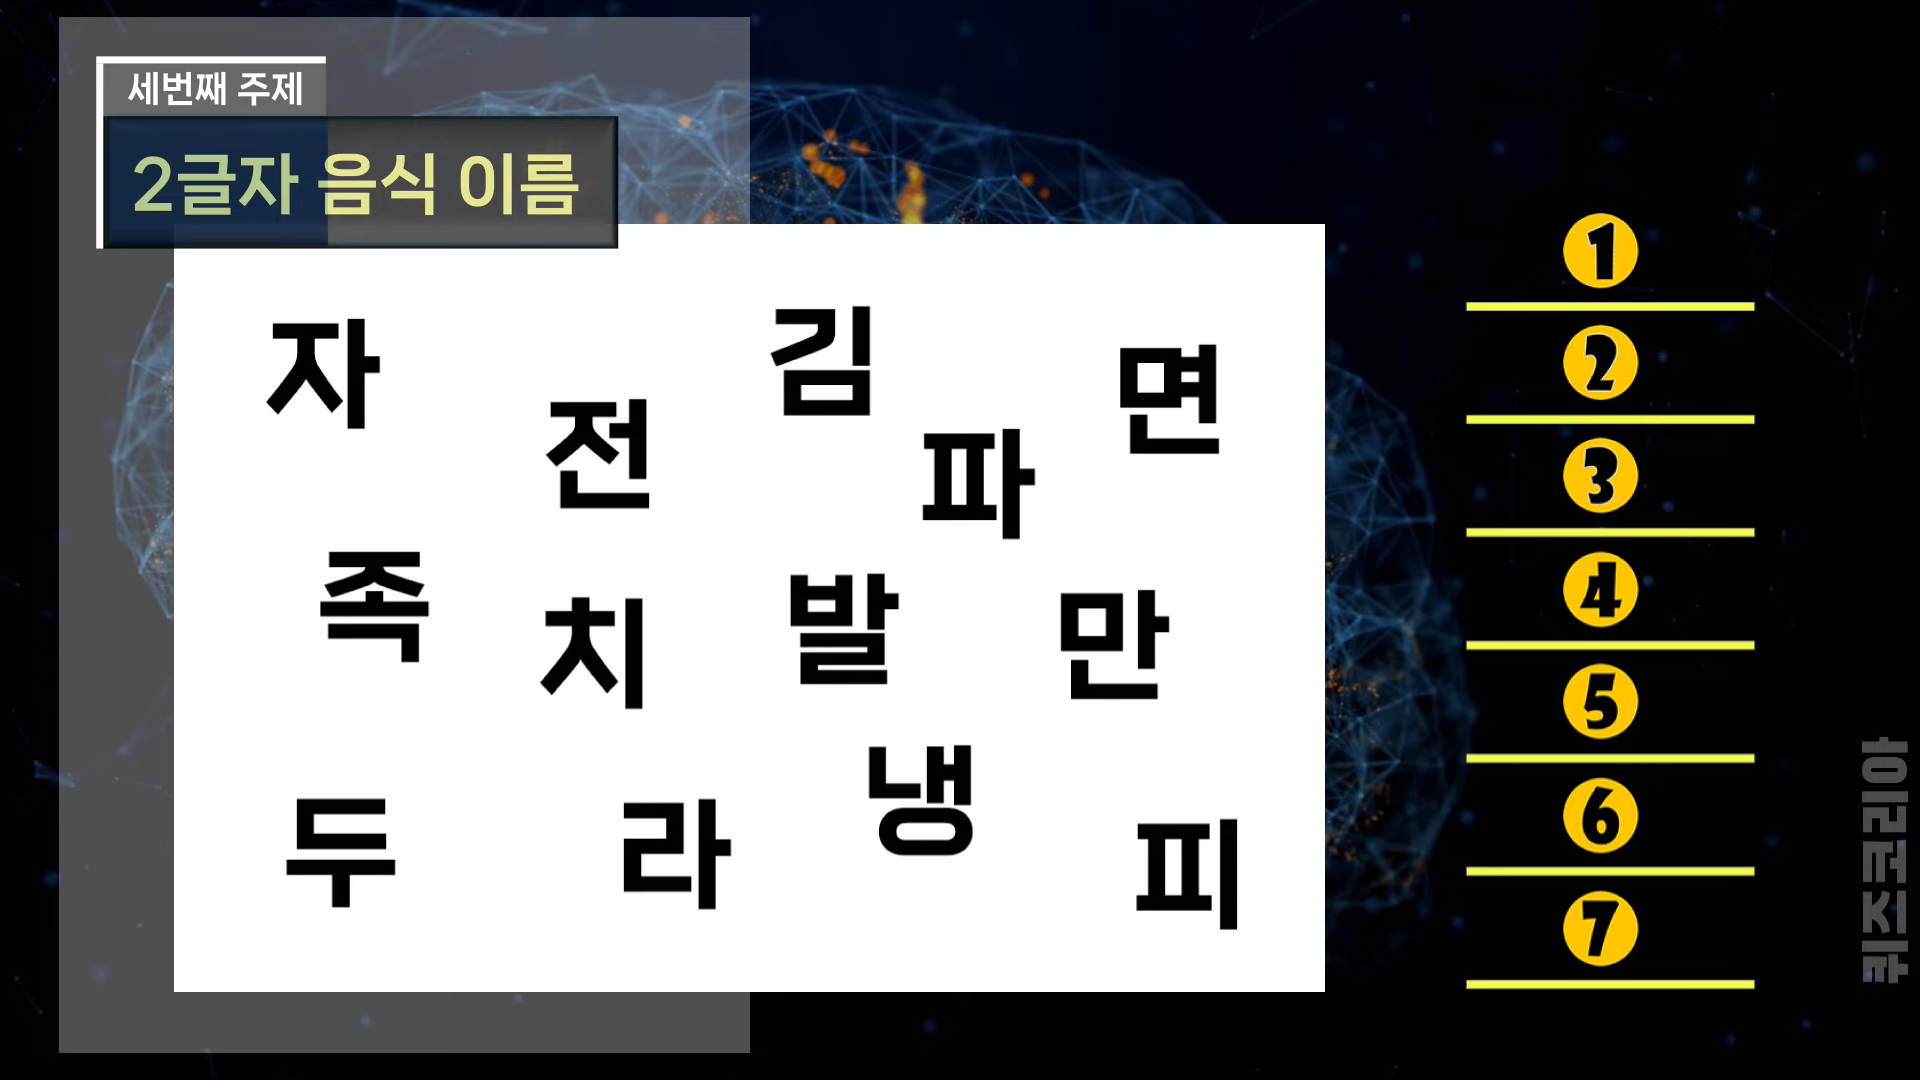 세번째 주제
2글자 음식 이름
자 전 김 파 면
족 치 발 만
두 라 냉 피
1
2
3
4
5
6
7
퀴즈코리아